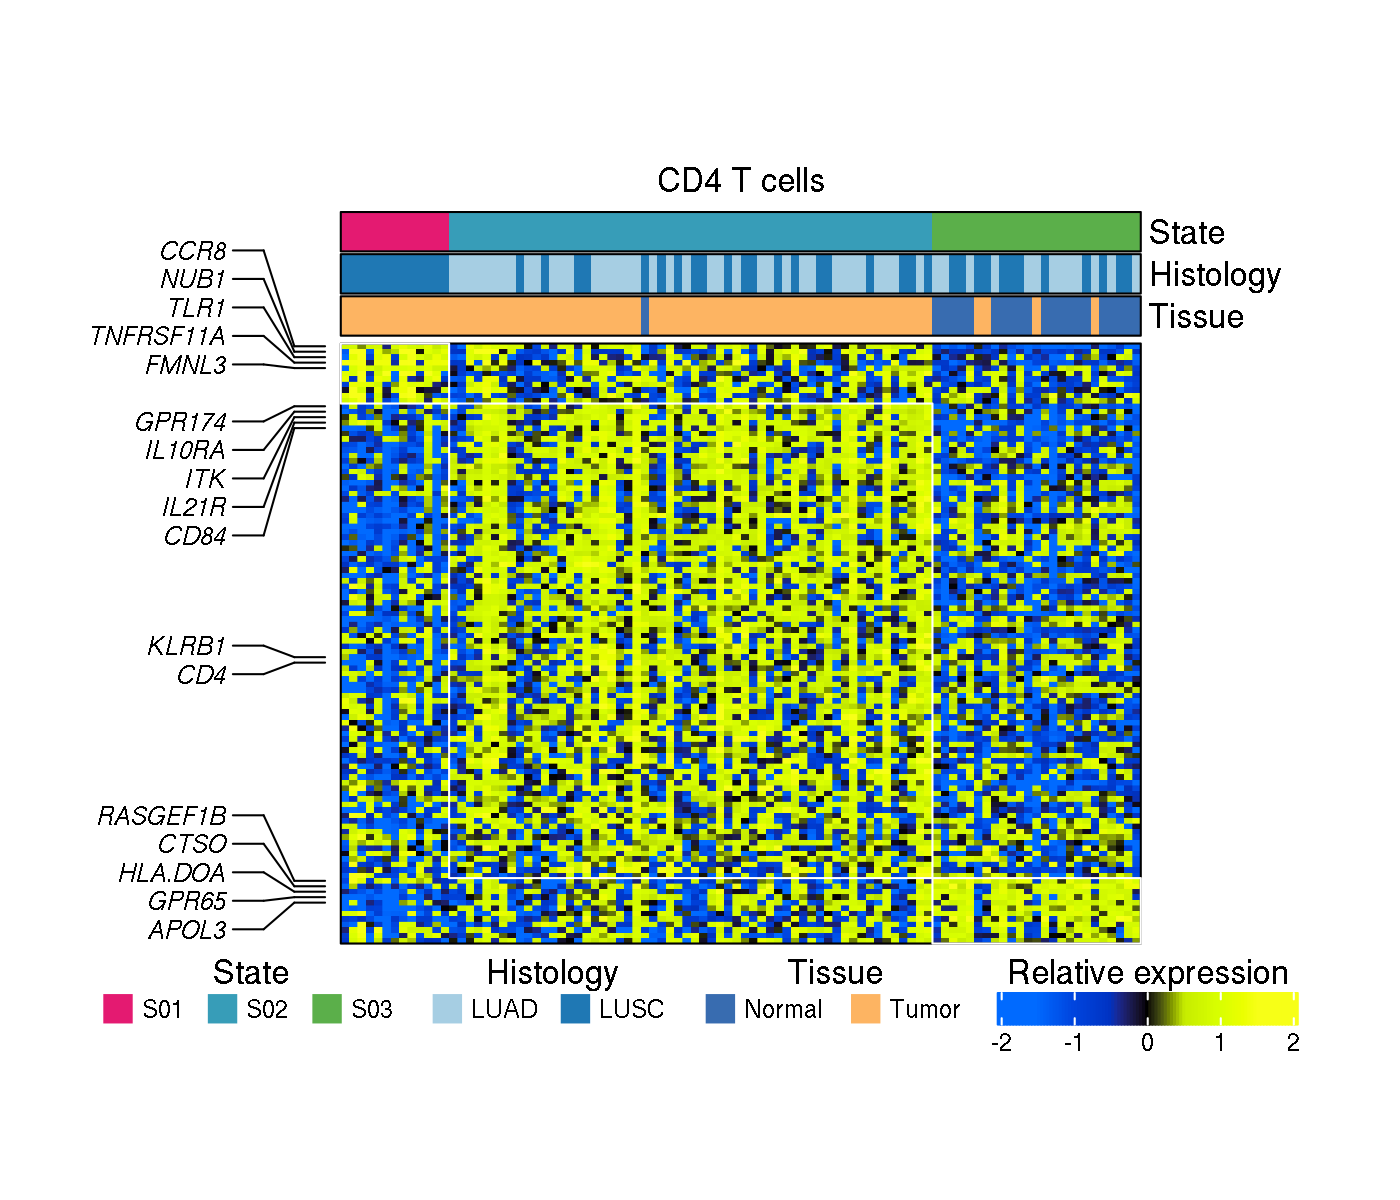 CD4 T cells
State
Histology
Tissue
CCR8
NUB1
TLR1
TNFRSF11A
FMNL3
GPR174
IL10RA
ITK
IL21R
CD84
KLRB1
CD4
RASGEF1B
CTSO
HLA.DOA
GPR65
APOL3
State
S01 S02 S03
Histology
LUAD LUSC
Tissue
Normal Tumor
Relative expression
-2 -1 0 1 2